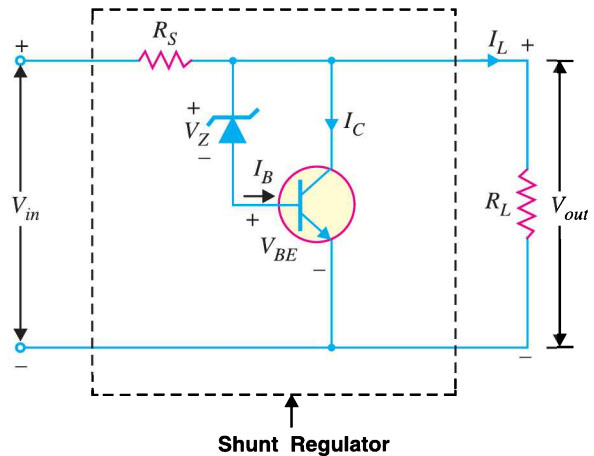 R_S
I_L +
+
+
V_Z
−
I_C
I_B
+
V_BE
−
V_in
R_L
V_out
−
−
Shunt Regulator